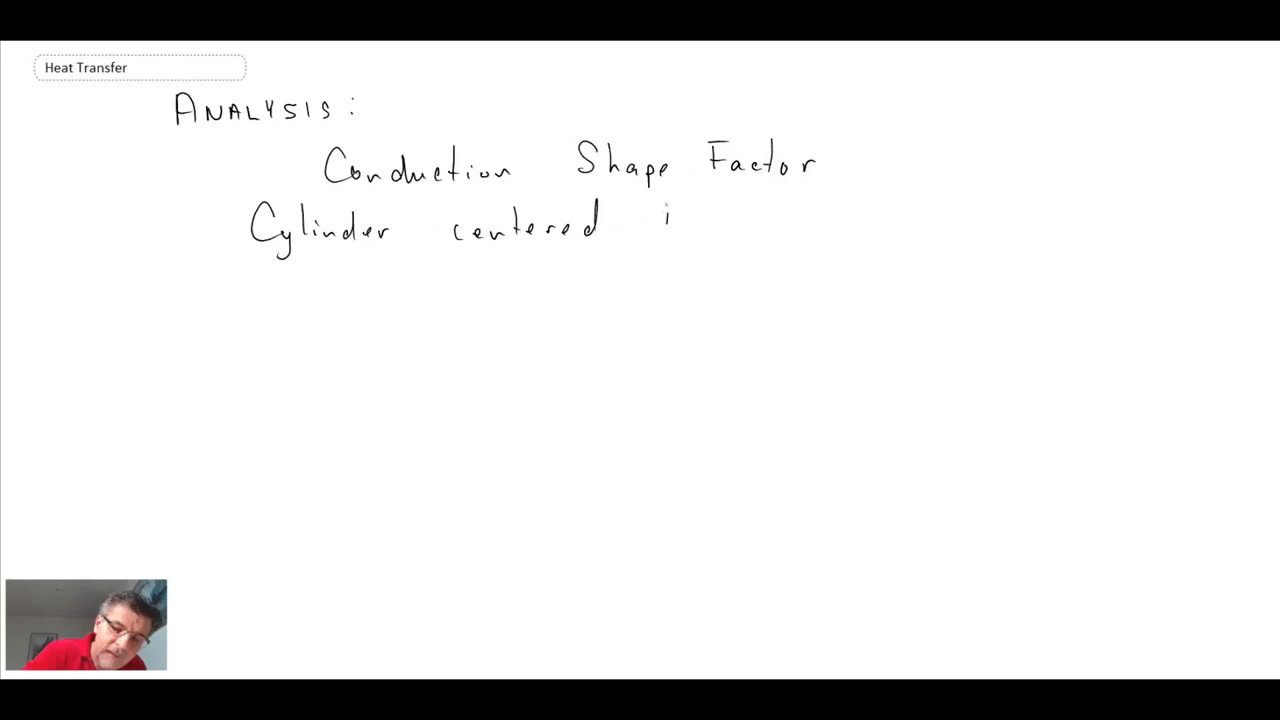 Heat Transfer
ANALYSIS:
Conduction Shape Factor
Cylinder centered i